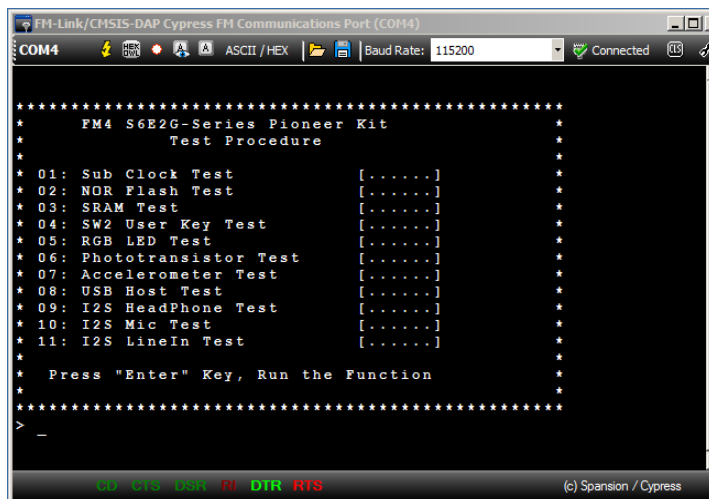 FM-Link/CMSIS-DAP Cypress FM Communications Port (COM4)
COM4 HEX DWL A A ASCII / HEX Baud Rate: 115200 Connected CLS
*****************************************************
* FM4 S6E2G-Series Pioneer Kit *
* Test Procedure *
* *
* 01: Sub Clock Test [......] *
* 02: NOR Flash Test [......] *
* 03: SRAM Test [......] *
* 04: SW2 User Key Test [......] *
* 05: RGB LED Test [......] *
* 06: Phototransistor Test [......] *
* 07: Accelerometer Test [......] *
* 08: USB Host Test [......] *
* 09: I2S HeadPhone Test [......] *
* 10: I2S Mic Test [......] *
* 11: I2S LineIn Test [......] *
* *
* Press "Enter" Key, Run the Function *
* *
*****************************************************
>
_
CD CTS DSR RI DTR RTS (c) Spansion / Cypress